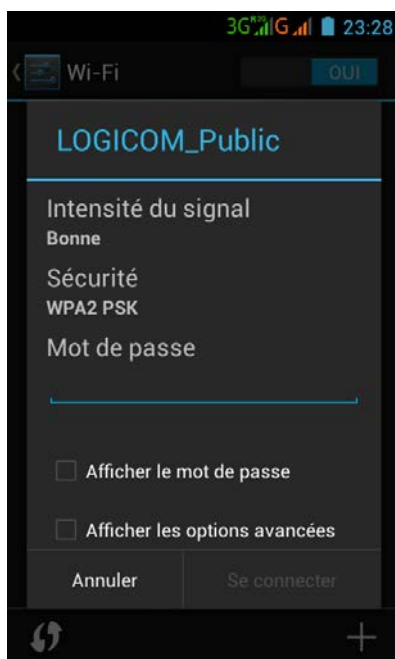 3G R G 23:28
Wi-Fi OUI
LOGICOM_Public
Intensité du signal
Bonne
Sécurité
WPA2 PSK
Mot de passe
Afficher le mot de passe
Afficher les options avancées
Annuler Se connecter